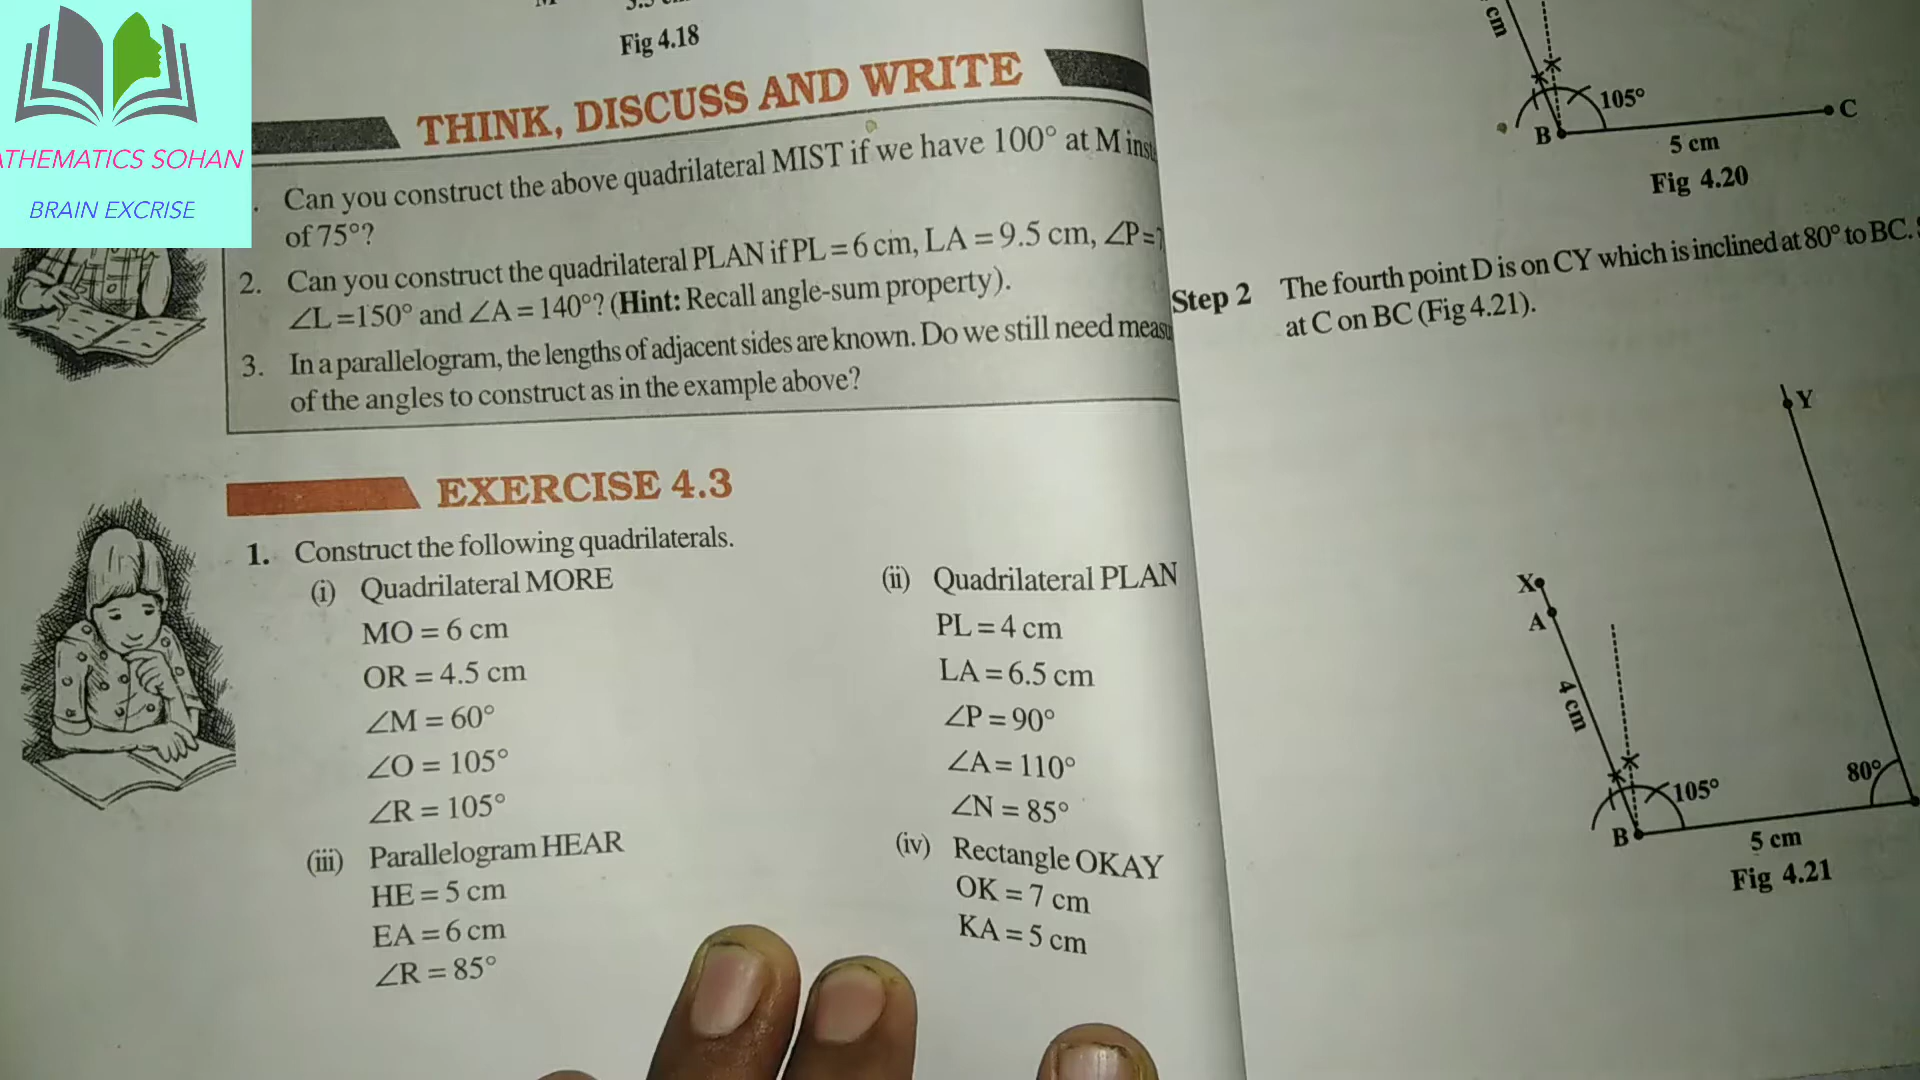 Fig 4.18
THINK, DISCUSS AND WRITE
THEMATICS SOHAN
BRAIN EXCRISE
Can you construct the above quadrilateral MIST if we have 100° at M
of 75°?
2. Can you construct the quadrilateral PLAN if PL = 6 cm, LA = 9.5 cm, ∠P =
∠L =150° and ∠A = 140°? (Hint: Recall angle-sum property).
3. In a parallelogram, the lengths of adjacent sides are known. Do we still need
of the angles to construct as in the example above?
EXERCISE 4.3
1. Construct the following quadrilaterals.
(i) Quadrilateral MORE
MO = 6 cm
OR = 4.5 cm
∠M = 60°
∠O = 105°
∠R = 105°
(ii) Quadrilateral PLAN
PL = 4 cm
LA = 6.5 cm
∠P = 90°
∠A = 110°
∠N = 85°
(iii) Parallelogram HEAR
HE = 5 cm
EA = 6 cm
∠R = 85°
(iv) Rectangle OKAY
OK = 7 cm
KA = 5 cm
cm
105°
B
C
5 cm
Fig 4.20
Step 2 The fourth point D is on CY which is inclined at 80° to BC.
at C on BC (Fig 4.21).
Y
X
A
4 cm
105°
80°
B
5 cm
Fig 4.21